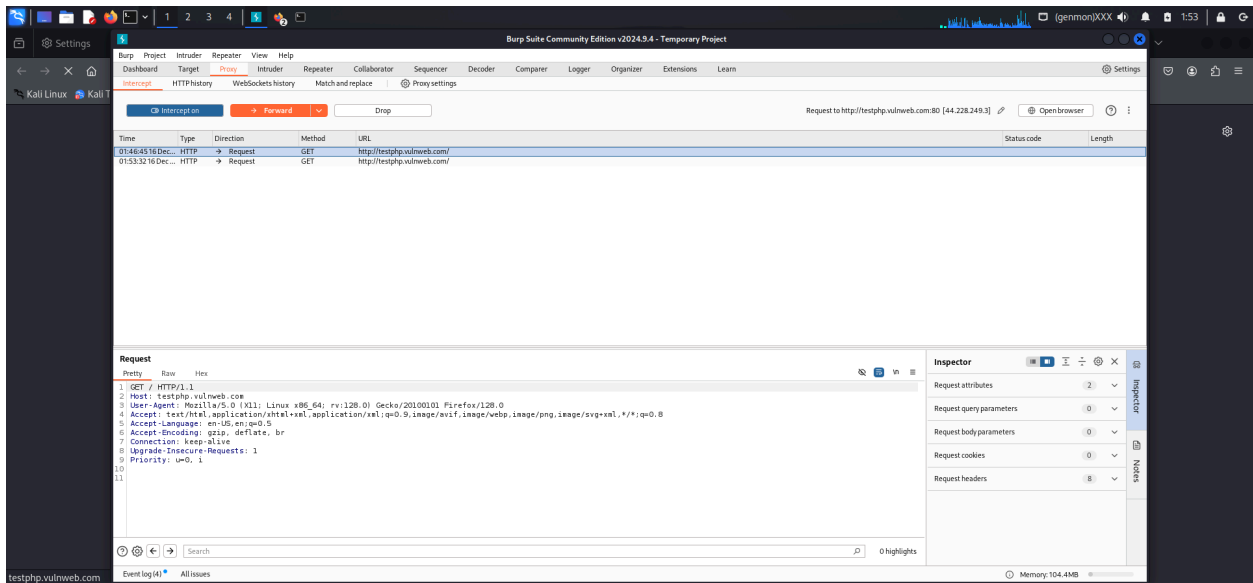 1 2 3 4 (genmon)XXX 1:53
Settings
Burp Suite Community Edition v2024.9.4 - Temporary Project
Burp Project Intruder Repeater View Help
Dashboard Target Proxy Intruder Repeater Collaborator Sequencer Decoder Comparer Logger Organizer Extensions Learn Settings
Intercept HTTP history WebSockets history Match and replace Proxy settings
Kali Linux Kali T
Intercept on Forward Drop Request to http://testphp.vulnweb.com:80 [44.228.249.3] Open browser
Time Type Direction Method URL Status code Length
01:46:45 16 Dec... HTTP → Request GET http://testphp.vulnweb.com/
01:53:32 16 Dec... HTTP → Request GET http://testphp.vulnweb.com/
Request
Pretty Raw Hex \n
1 GET / HTTP/1.1
2 Host: testphp.vulnweb.com
3 User-Agent: Mozilla/5.0 (X11; Linux x86_64; rv:128.0) Gecko/20100101 Firefox/128.0
4 Accept: text/html,application/xhtml+xml,application/xml;q=0.9,image/avif,image/webp,image/png,image/svg+xml,*/*;q=0.8
5 Accept-Language: en-US,en;q=0.5
6 Accept-Encoding: gzip, deflate, br
7 Connection: keep-alive
8 Upgrade-Insecure-Requests: 1
9 Priority: u=0, i
10
11
Inspector
Request attributes 2
Request query parameters 0
Request body parameters 0
Request cookies 0
Request headers 8
Inspector
Notes
Search 0 highlights
Event log (4) All issues Memory: 104.4MB
testphp.vulnweb.com